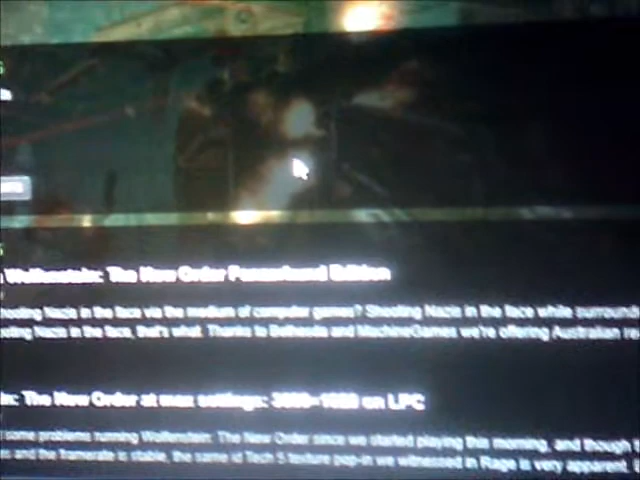 Wolfenstein: The New Order Panzerhund Edition
hooting Nazis in the face via the medium of computer games? Shooting Nazis in the face while surround
oting Nazis in the face, that's what. Thanks to Bethesda and MachineGames we're offering Australian re
: The New Order at max settings: on LPC
some problems running Wolfenstein: The New Order since we started playing this morning, and though t
and the framerate is stable, the same id Tech 5 texture pop-in we witnessed in Rage is very apparent.